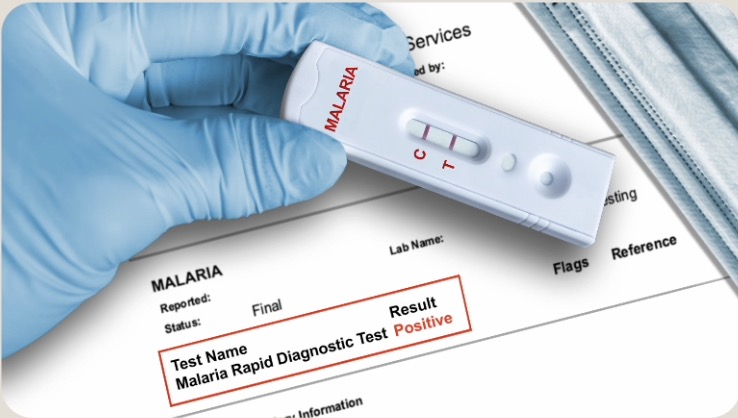 Services
ed by:
MALARIA
C
T
esting
MALARIA
Lab Name:
Flags Reference
Reported:
Status: Final
Test Name Result
Malaria Rapid Diagnostic Test Positive
Information